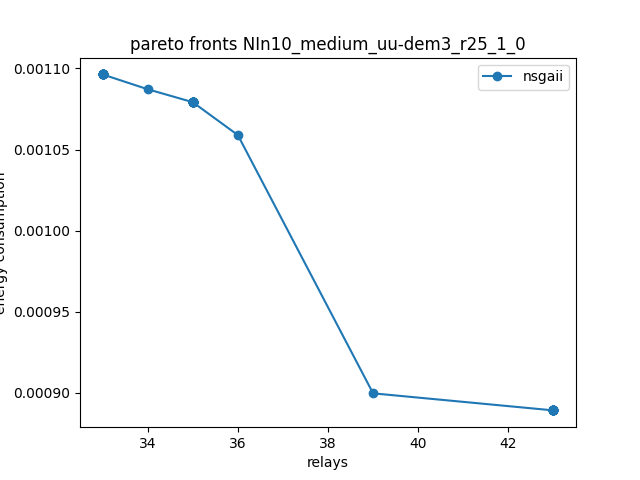 pareto fronts NIn10_medium_uu-dem3_r25_1_0
nsgaii
0.00110
0.00105
0.00100
0.00095
0.00090
energy consumption
34 36 38 40 42
relays